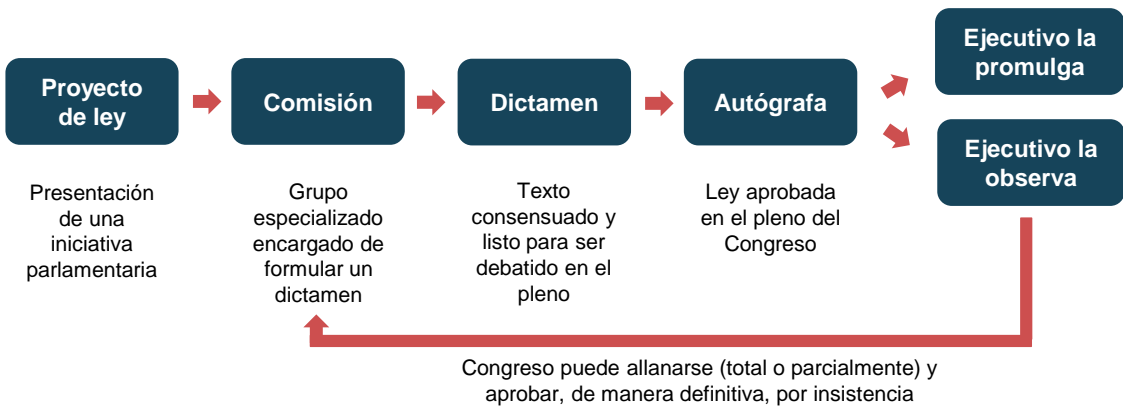 Proyecto
de ley
Presentación
de una
iniciativa
parlamentaria
Comisión
Grupo
especializado
encargado de
formular un
dictamen
Dictamen
Texto
consensuado y
listo para ser
debatido en el
pleno
Autógrafa
Ley aprobada
en el pleno del
Congreso
Ejecutivo la
promulga
Ejecutivo la
observa
Congreso puede allanarse (total o parcialmente) y
aprobar, de manera definitiva, por insistencia